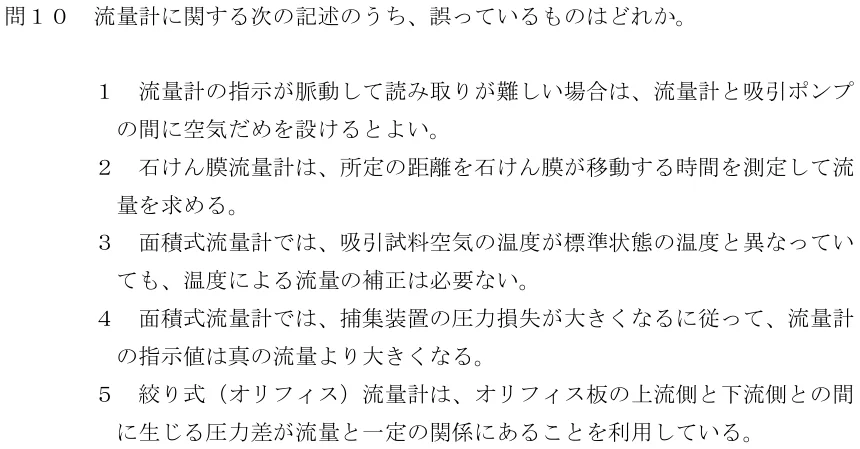 問１０　流量計に関する次の記述のうち、誤っているものはどれか。
１　流量計の指示が脈動して読み取りが難しい場合は、流量計と吸引ポンプ
の間に空気だめを設けるとよい。
２　石けん膜流量計は、所定の距離を石けん膜が移動する時間を測定して流
量を求める。
３　面積式流量計では、吸引試料空気の温度が標準状態の温度と異なってい
ても、温度による流量の補正は必要ない。
４　面積式流量計では、捕集装置の圧力損失が大きくなるに従って、流量計
の指示値は真の流量より大きくなる。
５　絞り式（オリフィス）流量計は、オリフィス板の上流側と下流側との間
に生じる圧力差が流量と一定の関係にあることを利用している。